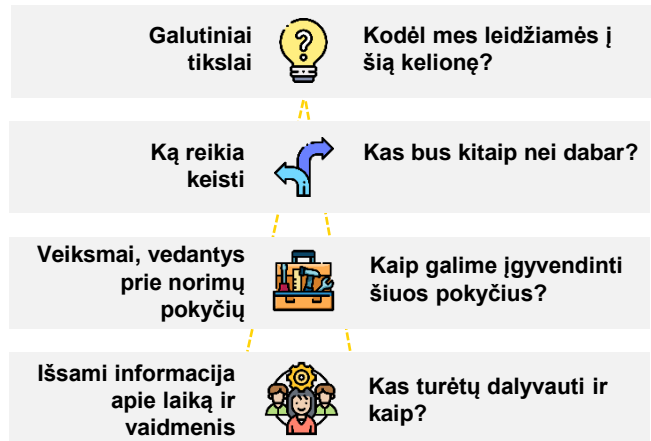 Galutiniai
tikslai
Kodėl mes leidžiamės į
šią kelionę?
Ką reikia
keisti
Kas bus kitaip nei dabar?
Veiksmai, vedantys
prie norimų
pokyčių
Kaip galime įgyvendinti
šiuos pokyčius?
Išsami informacija
apie laiką ir
vaidmenis
Kas turėtų dalyvauti ir
kaip?